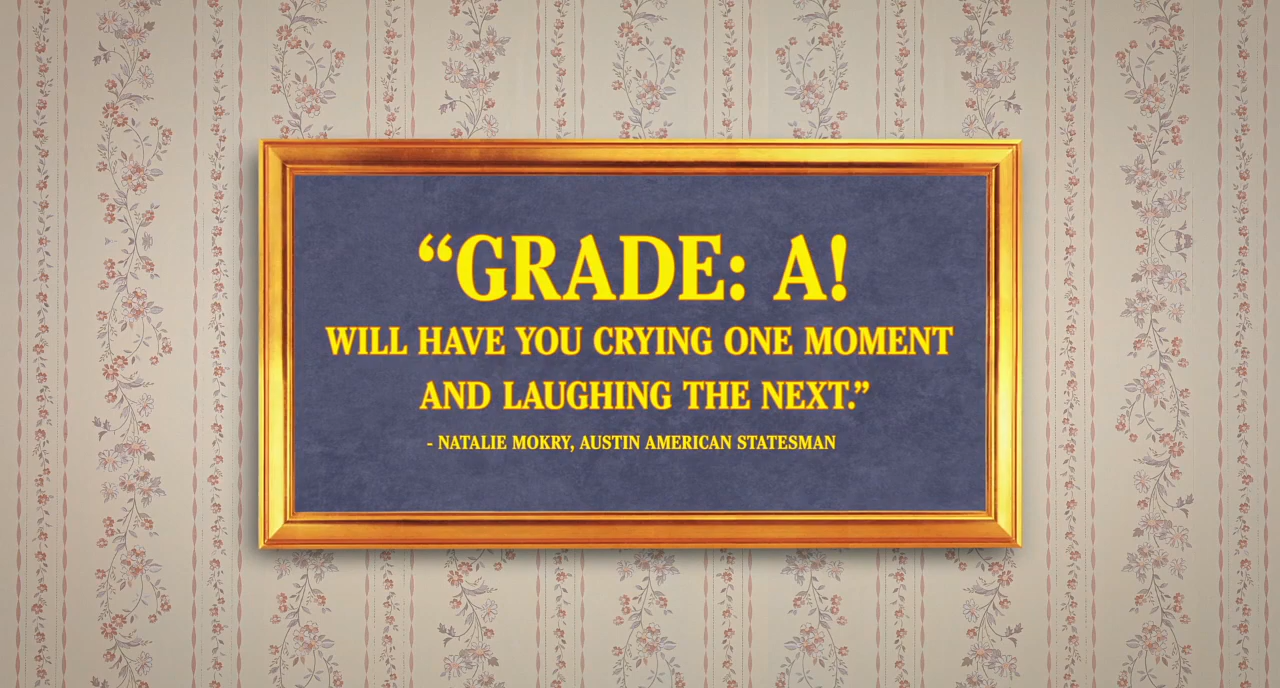 “GRADE: A!
WILL HAVE YOU CRYING ONE MOMENT
AND LAUGHING THE NEXT.”
- NATALIE MOKRY, AUSTIN AMERICAN STATESMAN